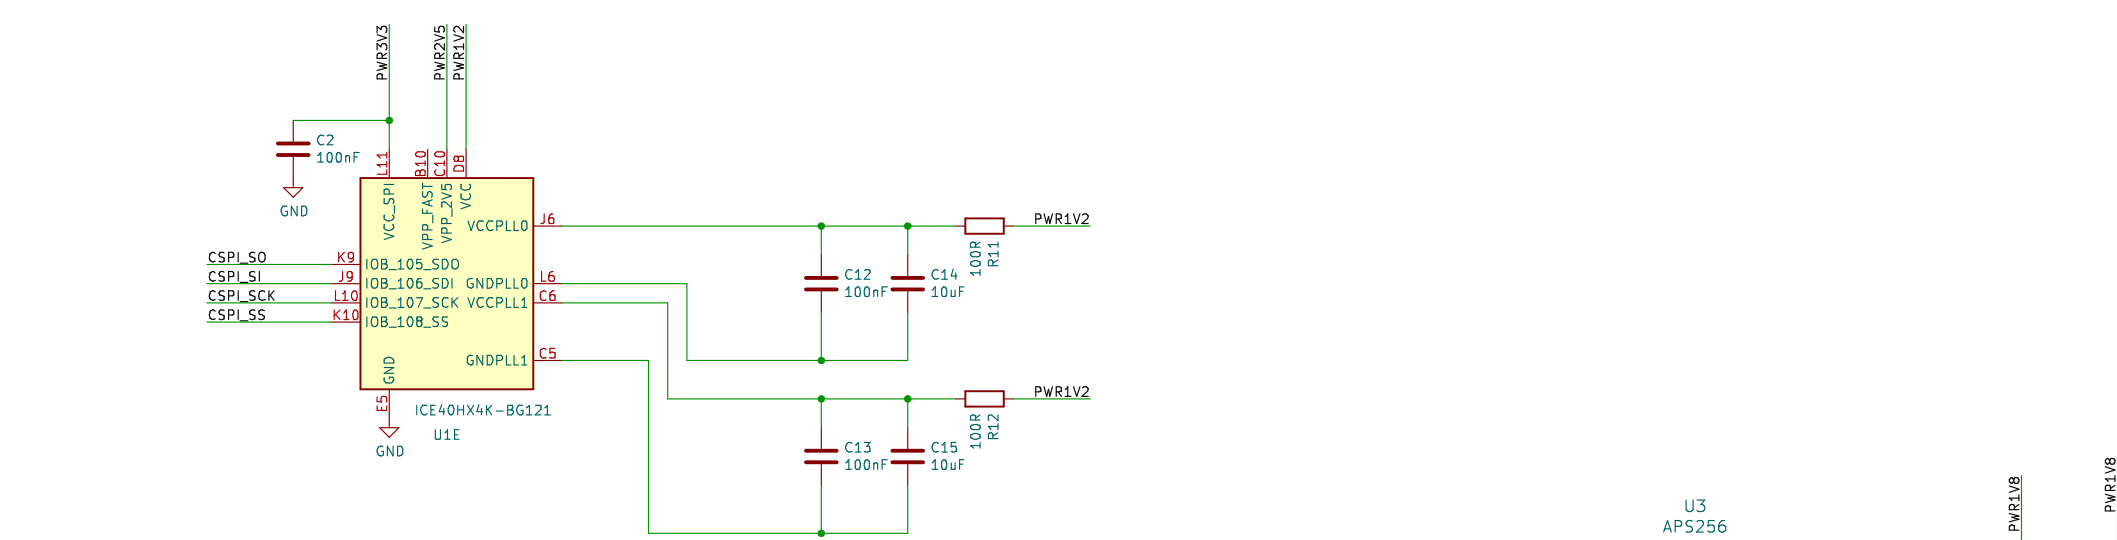 PWR3V3
PWR2V5
PWR1V2
C2
100nF
GND
L11
B10
C10
D8
VCC_SPI
VPP_FAST
VPP_2V5
VCC
VCCPLL0
J6
PWR1V2
100R
R11
CSPI_SO
K9
IOB_105_SDO
CSPI_SI
J9
IOB_106_SDI
GNDPLL0
L6
C12
100nF
C14
10uF
CSPI_SCK
L10
IOB_107_SCK
VCCPLL1
C6
CSPI_SS
K10
IOB_108_SS
GNDPLL1
C5
GND
E5
ICE40HX4K-BG121
U1E
GND
PWR1V2
100R
R12
C13
100nF
C15
10uF
U3
APS256
PWR1V8
PWR1V8